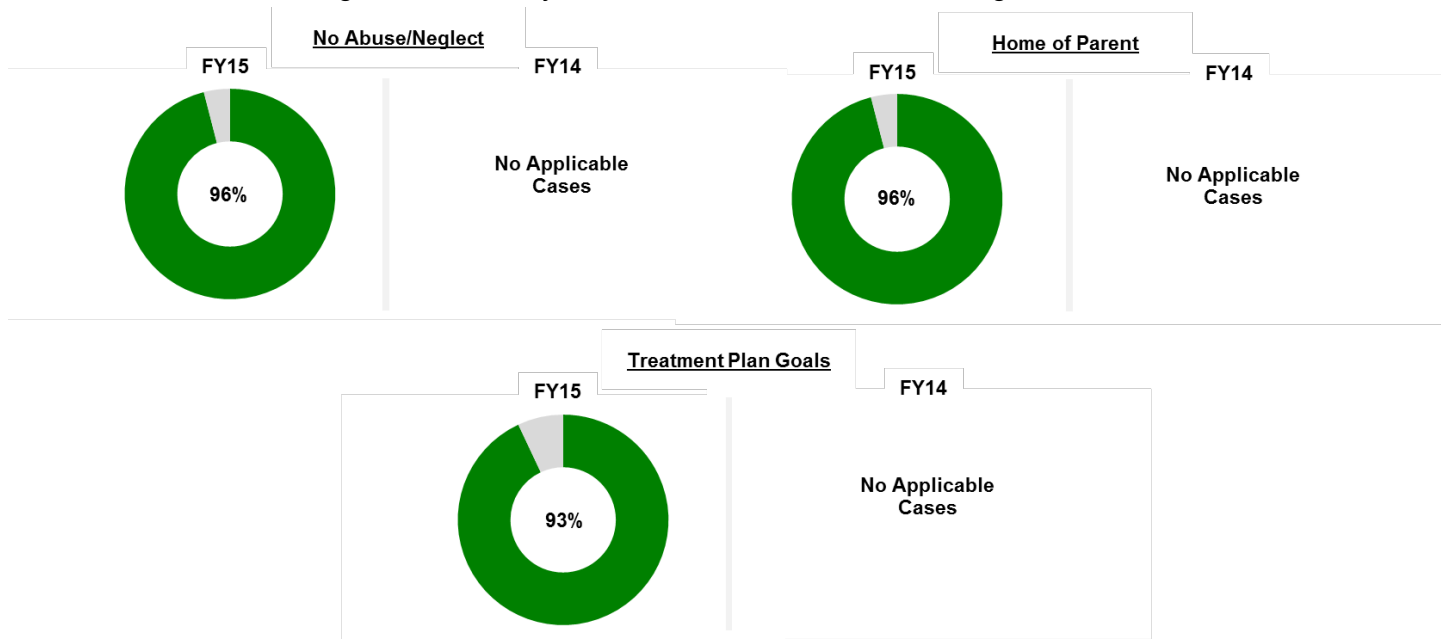 No Abuse/Neglect
FY15
FY14
96%
No Applicable
Cases
Home of Parent
FY15
FY14
96%
No Applicable
Cases
Treatment Plan Goals
FY15
FY14
93%
No Applicable
Cases